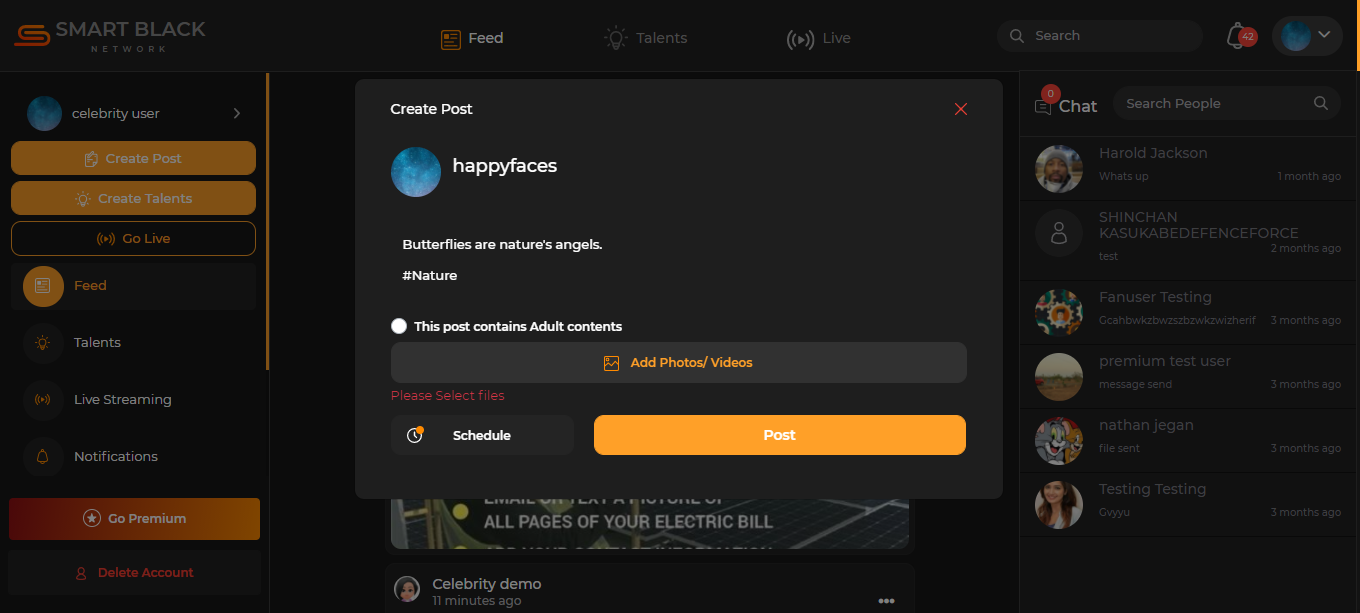 SMART BLACK
NETWORK
Feed
Talents
Live
Search
42
celebrity user
Create Post
Create Talents
Go Live
Feed
Talents
Live Streaming
Notifications
Go Premium
Delete Account
Create Post
happyfaces
Butterflies are nature's angels.
#Nature
This post contains Adult contents
Add Photos/ Videos
Please Select files
Schedule
Post
EMAIL OR TEXT A PICTURE OF
ALL PAGES OF YOUR ELECTRIC BILL
ADD YOUR CONTACT INFORMATION
Celebrity demo
11 minutes ago
0
Chat
Search People
Harold Jackson
Whats up
1 month ago
SHINCHAN
KASUKABEDEFENCEFORCE
2 months ago
test
Fanuser Testing
Gcahbwkzbwzszbzwkzwizherif
3 months ago
premium test user
message send
3 months ago
nathan jegan
file sent
3 months ago
Testing Testing
Gvyyu
3 months ago